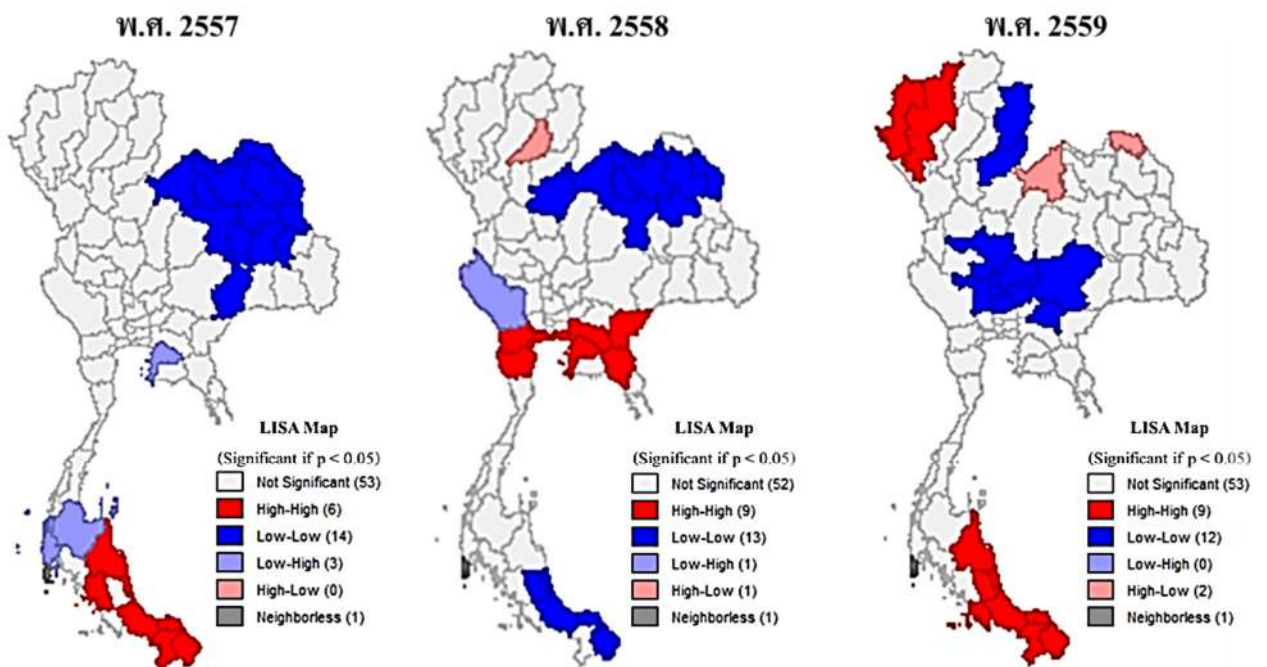 พ.ศ. 2557
LISA Map
(Significant if p < 0.05)
Not Significant (53)
High-High (6)
Low-Low (14)
Low-High (3)
High-Low (0)
Neighborless (1)
พ.ศ. 2558
LISA Map
(Significant if p < 0.05)
Not Significant (52)
High-High (9)
Low-Low (13)
Low-High (1)
High-Low (1)
Neighborless (1)
พ.ศ. 2559
LISA Map
(Significant if p < 0.05)
Not Significant (53)
High-High (9)
Low-Low (12)
Low-High (0)
High-Low (2)
Neighborless (1)